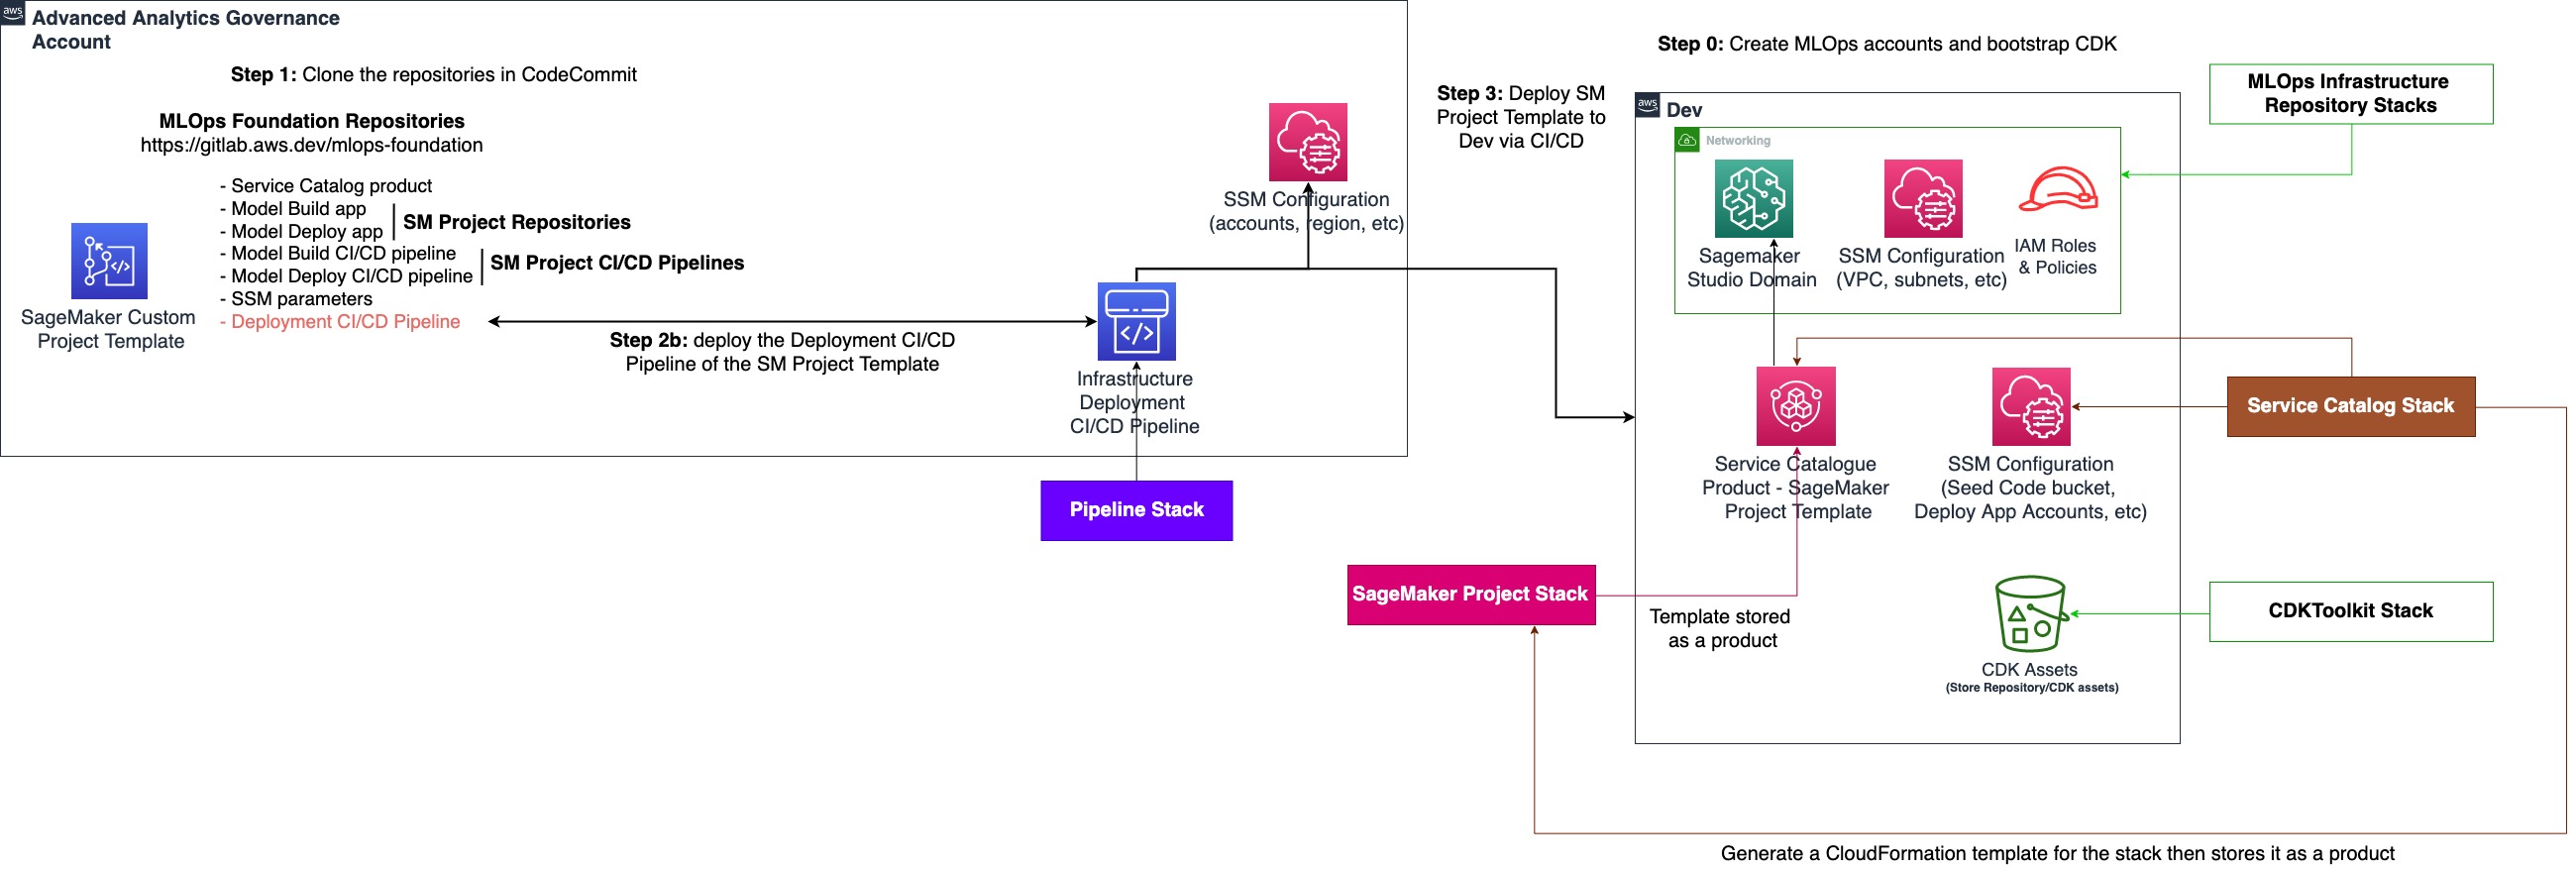 aws
Advanced Analytics Governance
Account
Step 1: Clone the repositories in CodeCommit
MLOps Foundation Repositories
https://gitlab.aws.dev/mlops-foundation
- Service Catalog product
- Model Build app
- Model Deploy app
SM Project Repositories
- Model Build CI/CD pipeline
- Model Deploy CI/CD pipeline
SM Project CI/CD Pipelines
- SSM parameters
- Deployment CI/CD Pipeline
SageMaker Custom
Project Template
Step 2b: deploy the Deployment CI/CD
Pipeline of the SM Project Template
SSM Configuration
(accounts, region, etc)
Infrastructure
Deployment
CI/CD Pipeline
Pipeline Stack
Step 3: Deploy SM
Project Template to
Dev via CI/CD
Step 0: Create MLOps accounts and bootstrap CDK
aws
Dev
Networking
Sagemaker
Studio Domain
SSM Configuration
(VPC, subnets, etc)
IAM Roles
& Policies
MLOps Infrastructure
Repository Stacks
Service Catalogue
Product - SageMaker
Project Template
SSM Configuration
(Seed Code bucket,
Deploy App Accounts, etc)
Service Catalog Stack
SageMaker Project Stack
Template stored
as a product
CDK Assets
(Store Repository/CDK assets)
CDKToolkit Stack
Generate a CloudFormation template for the stack then stores it as a product